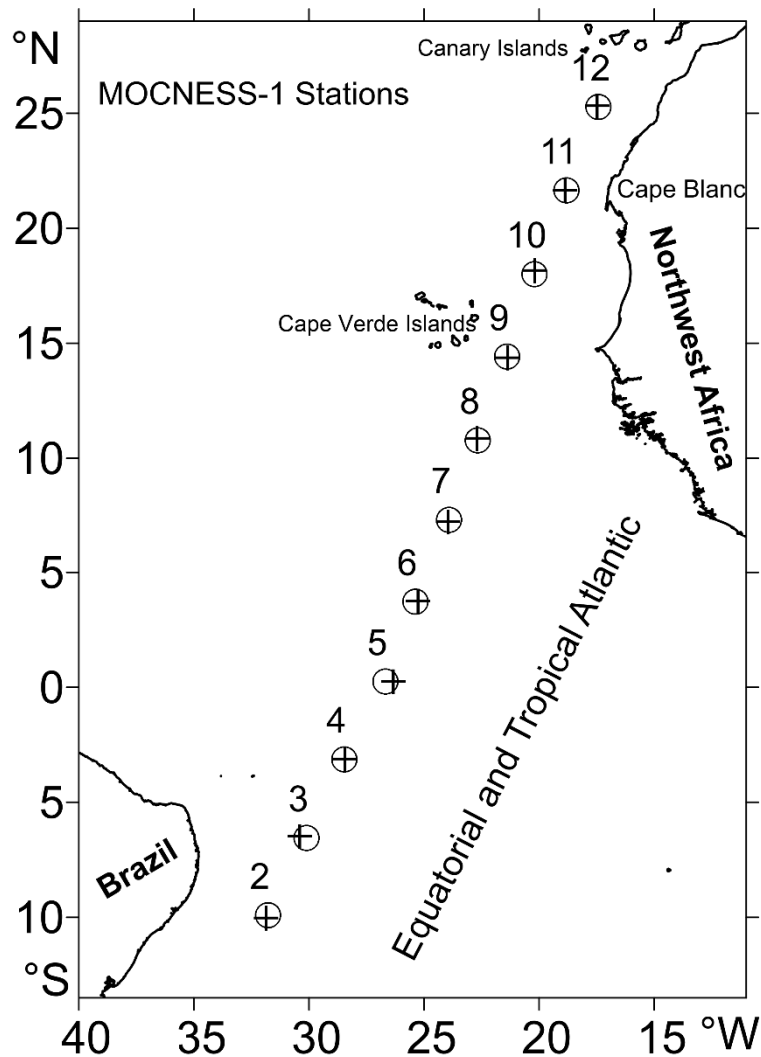 °N
Canary Islands
12
MOCNESS-1 Stations
25
11
Cape Blanc
20
10
Northwest Africa
Cape Verde Islands
9
15
8
10
7
6
5
5
Equatorial and Tropical Atlantic
0
4
3
5
Brazil
2
10
°S
40
35
30
25
20
15
°W